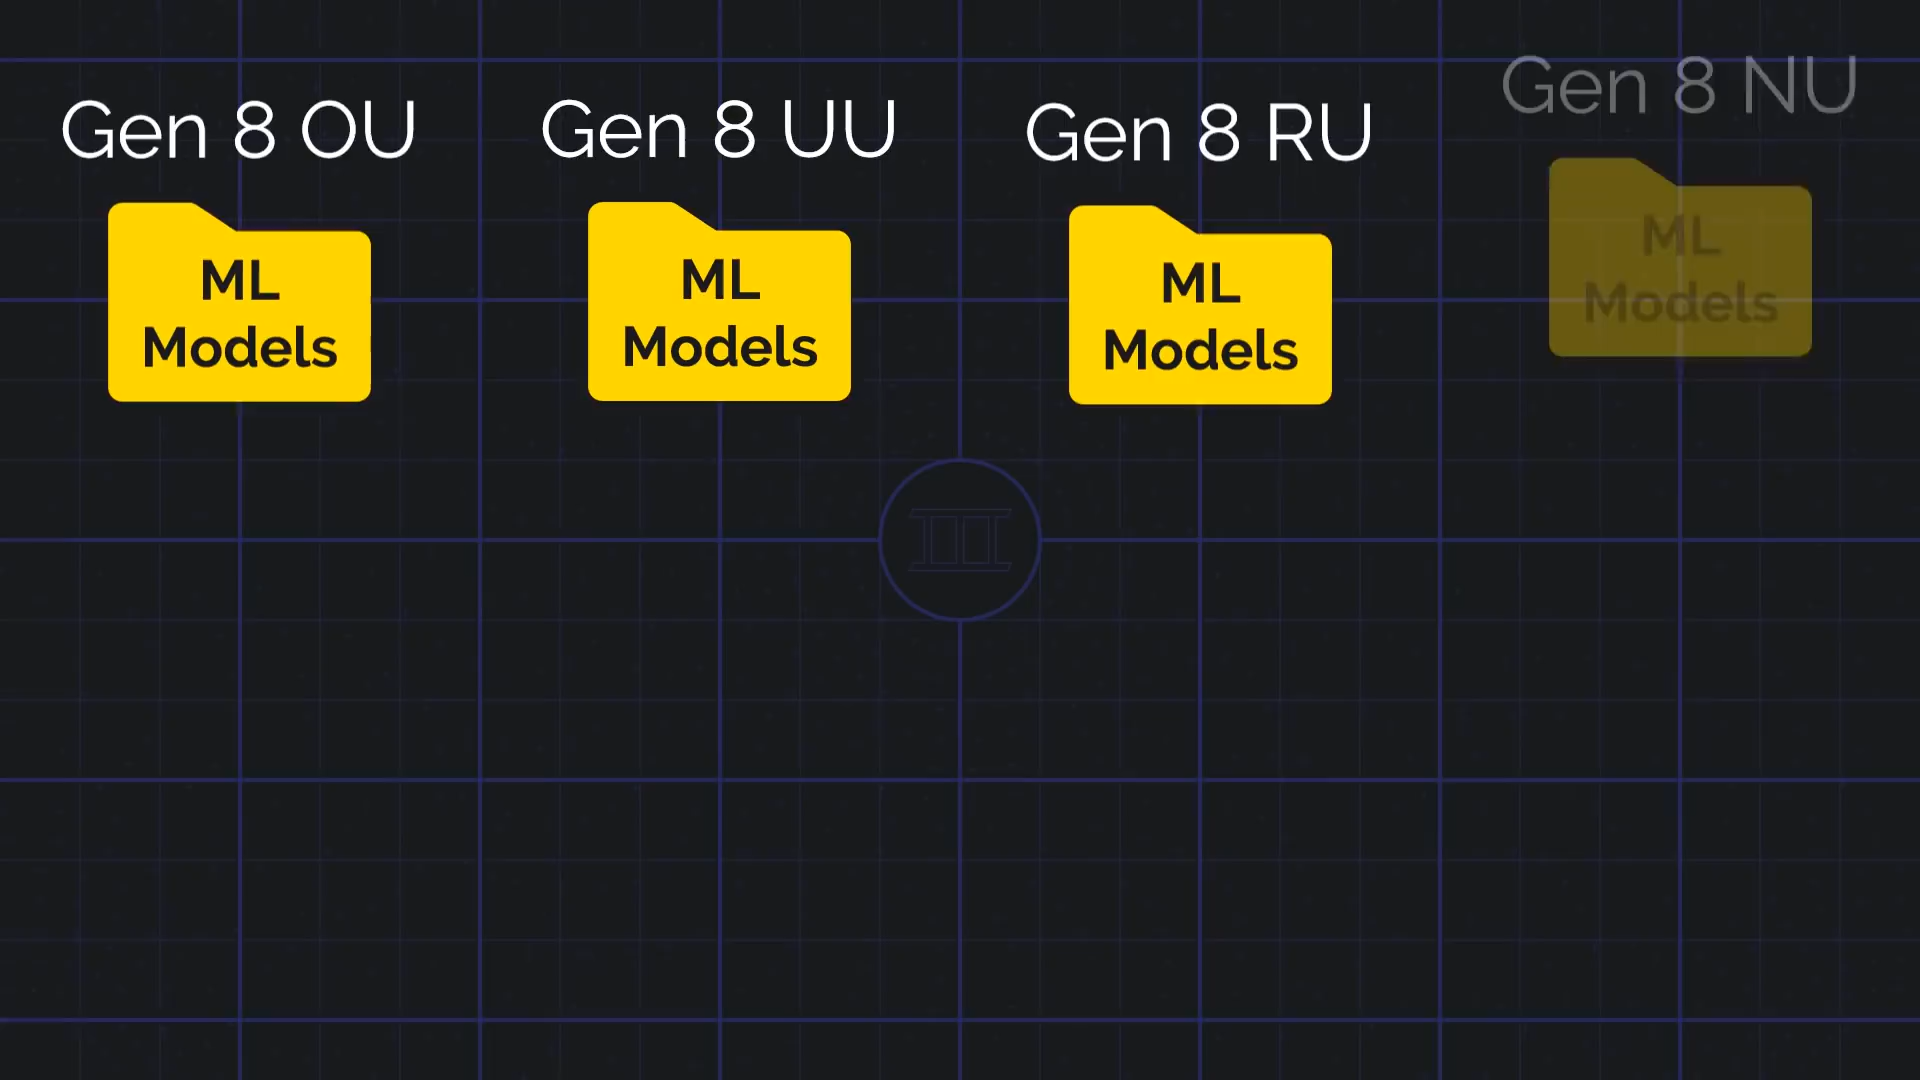 Gen 8 OU
ML
Models
Gen 8 UU
ML
Models
Gen 8 RU
ML
Models
Gen 8 NU
ML
Models
III